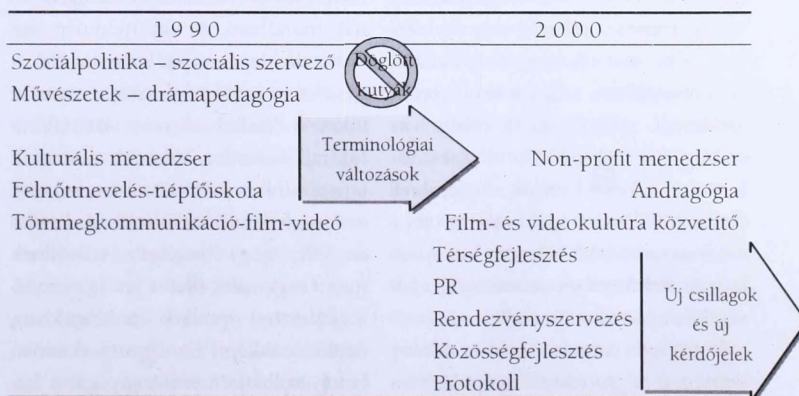 1990 2000
Szociálpolitika – szociális szervező Döglött
Művészetek – drámapedagógia kutyák
Terminológiai
változások
Kulturális menedzser Non-profit menedzser
Felnőttnevelés-népfőiskola Andragógia
Tömmegkommunikáció-film-videó Film- és videokultúra közvetítő
Térségfejlesztés
PR
Rendezvényszervezés
Közösségfejlesztés
Protokoll
Új csillagok
és új
kérdőjelek